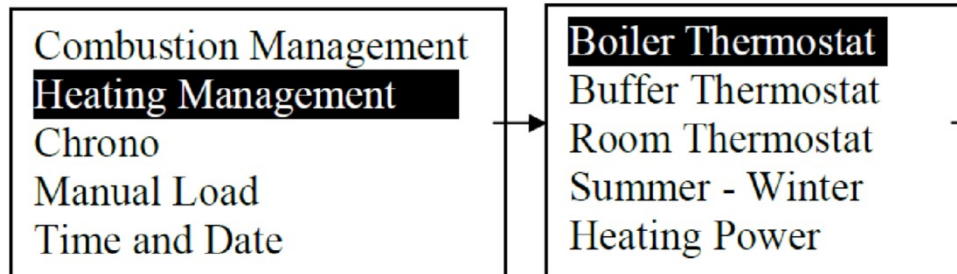 Combustion Management
Heating Management
Chrono
Manual Load
Time and Date
Boiler Thermostat
Buffer Thermostat
Room Thermostat
Summer - Winter
Heating Power